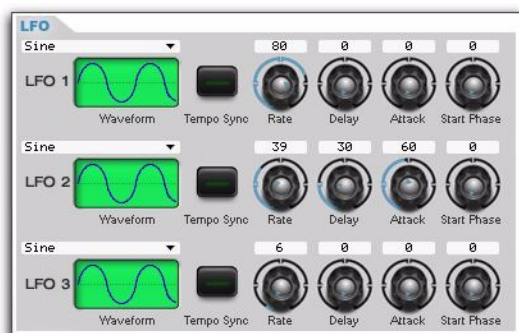 LFO
Sine 80 0 0 0
LFO 1
Waveform Tempo Sync Rate Delay Attack Start Phase
Sine 39 30 60 0
LFO 2
Waveform Tempo Sync Rate Delay Attack Start Phase
Sine 6 0 0 0
LFO 3
Waveform Tempo Sync Rate Delay Attack Start Phase